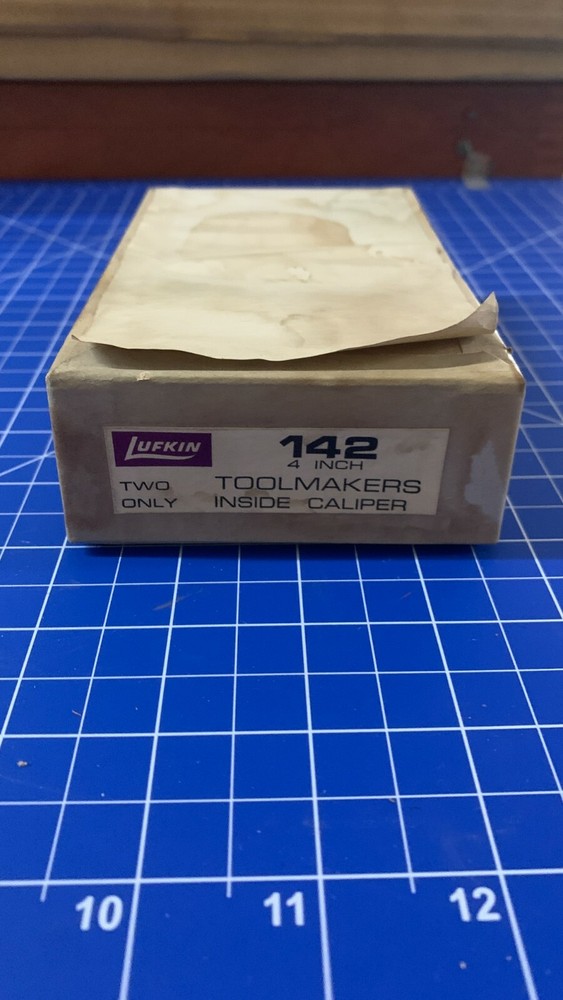 LUFKIN
142
4 INCH
TWO ONLY
TOOLMAKERS
INSIDE CALIPER
10 11 12